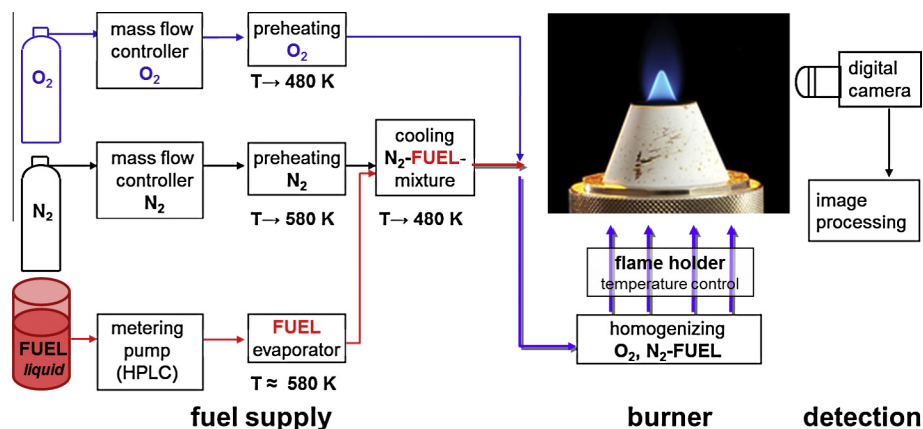 O2
mass flow
controller
O2
preheating
O2
T→ 480 K
N2
mass flow
controller
N2
preheating
N2
T→ 580 K
cooling
N2-FUEL-
mixture
T→ 480 K
FUEL
liquid
metering
pump
(HPLC)
FUEL
evaporator
T ≈ 580 K
fuel supply
flame holder
temperature control
homogenizing
O2, N2-FUEL
burner
digital
camera
image
processing
detection